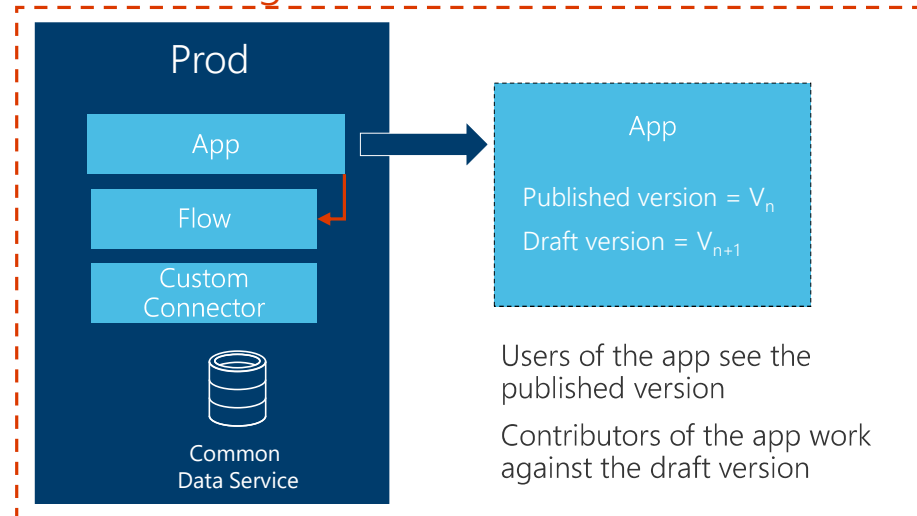 Prod
App
Flow
Custom
Connector
Common
Data Service
App
Published version = Vn
Draft version = Vn+1
Users of the app see the
published version
Contributors of the app work
against the draft version